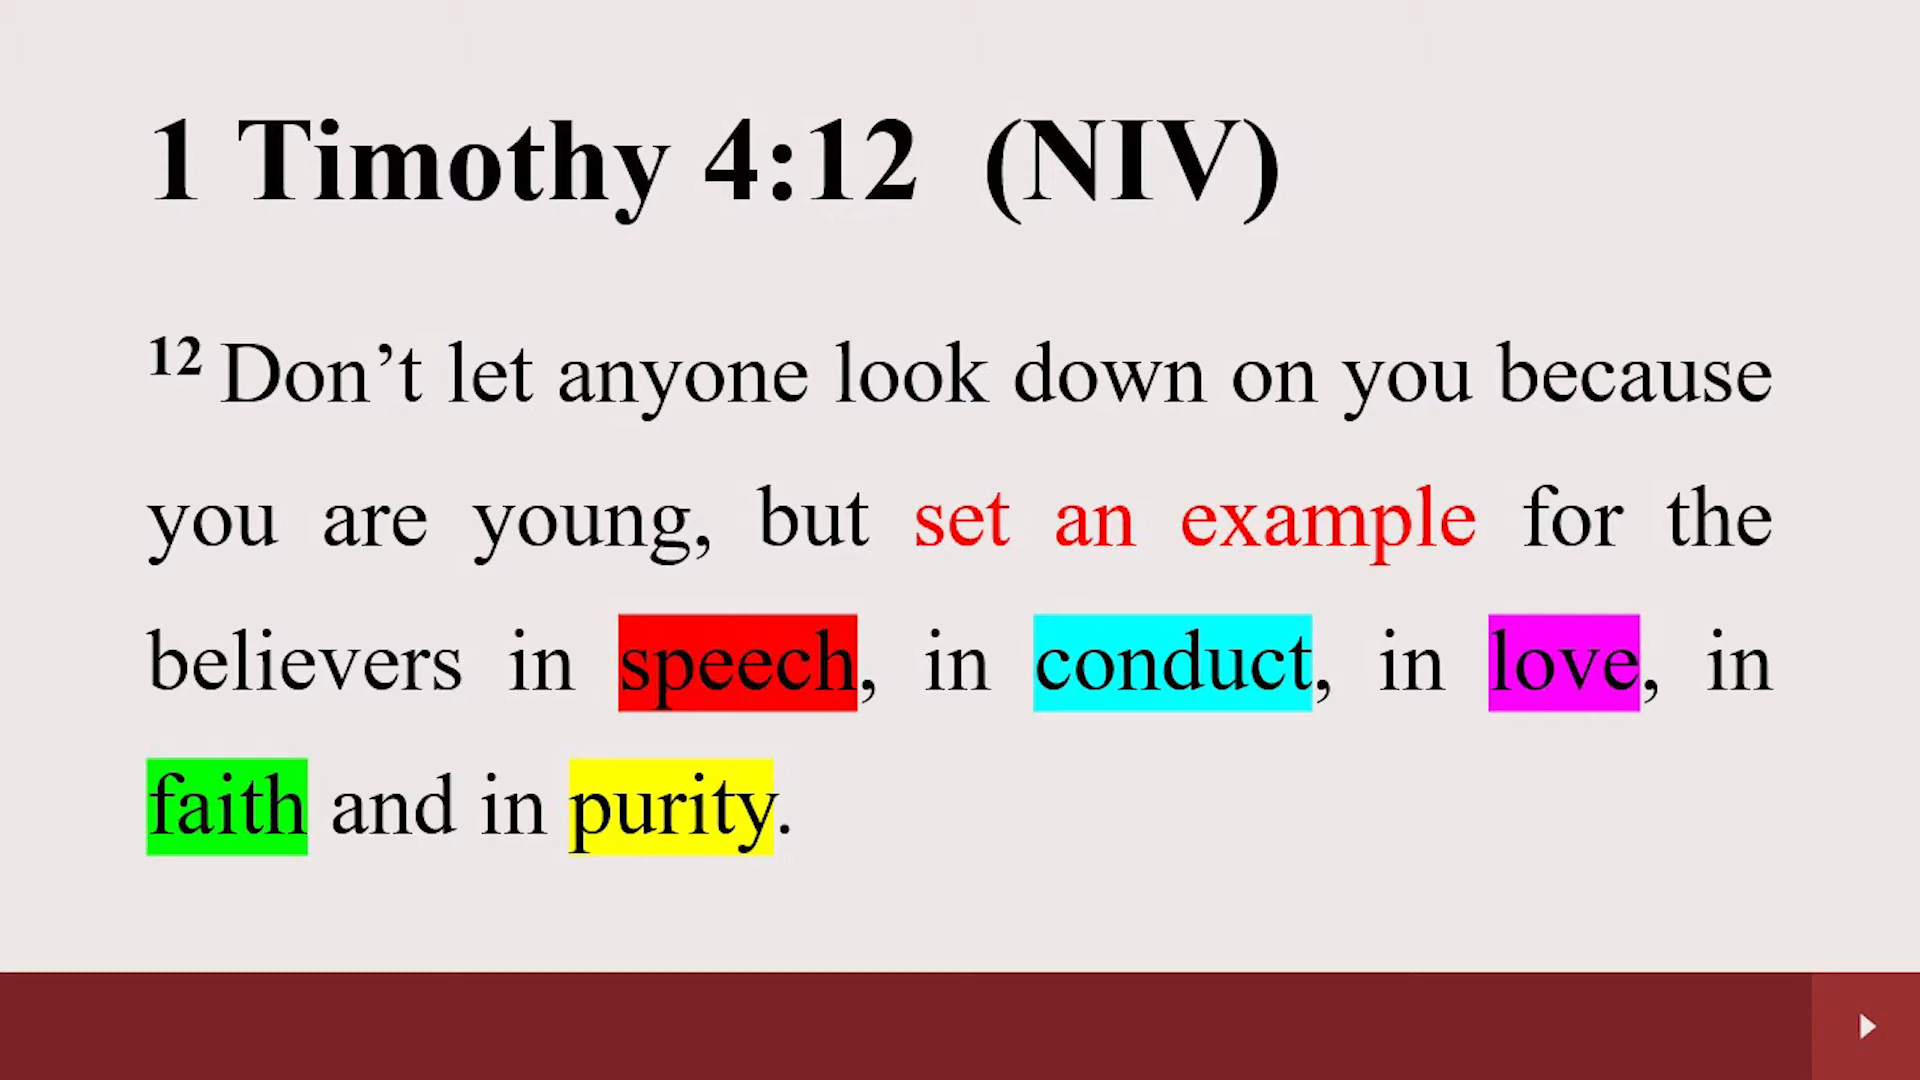 1 Timothy 4:12 (NIV)
12 Don’t let anyone look down on you because
you are young, but set an example for the
believers in speech, in conduct, in love, in
faith and in purity.